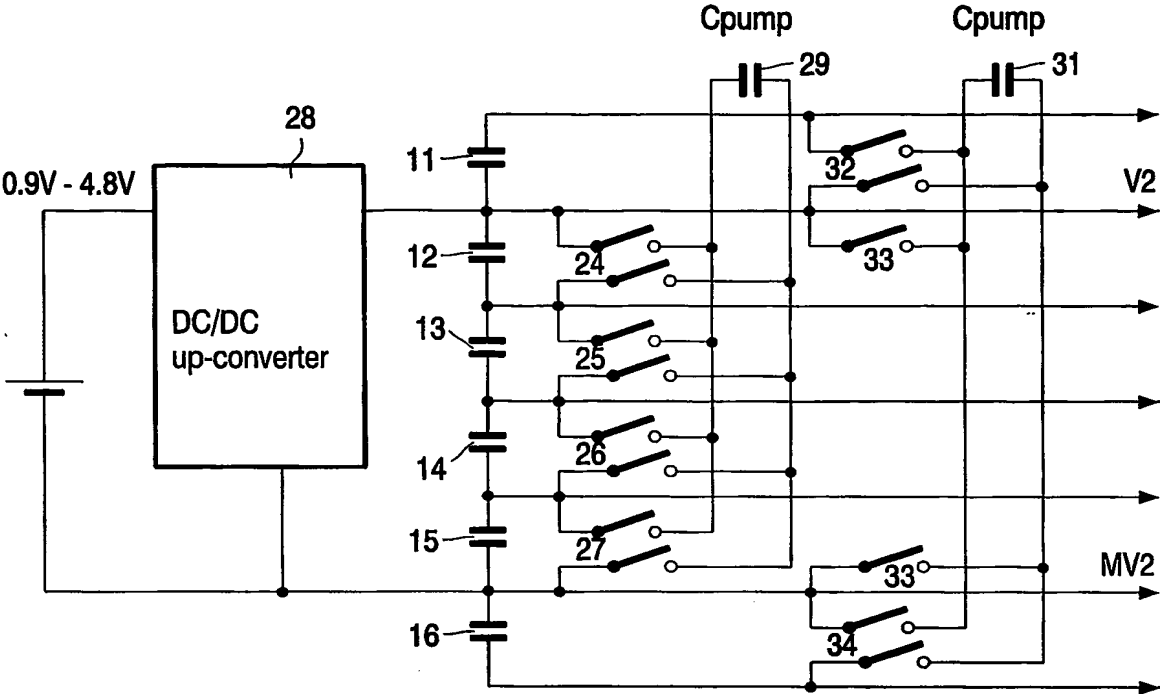 Cpump
Cpump
29
31
28
11
32
0.9V - 4.8V
V2
12
24
33
DC/DC
up-converter
13
25
26
14
15
27
33
MV2
16
34